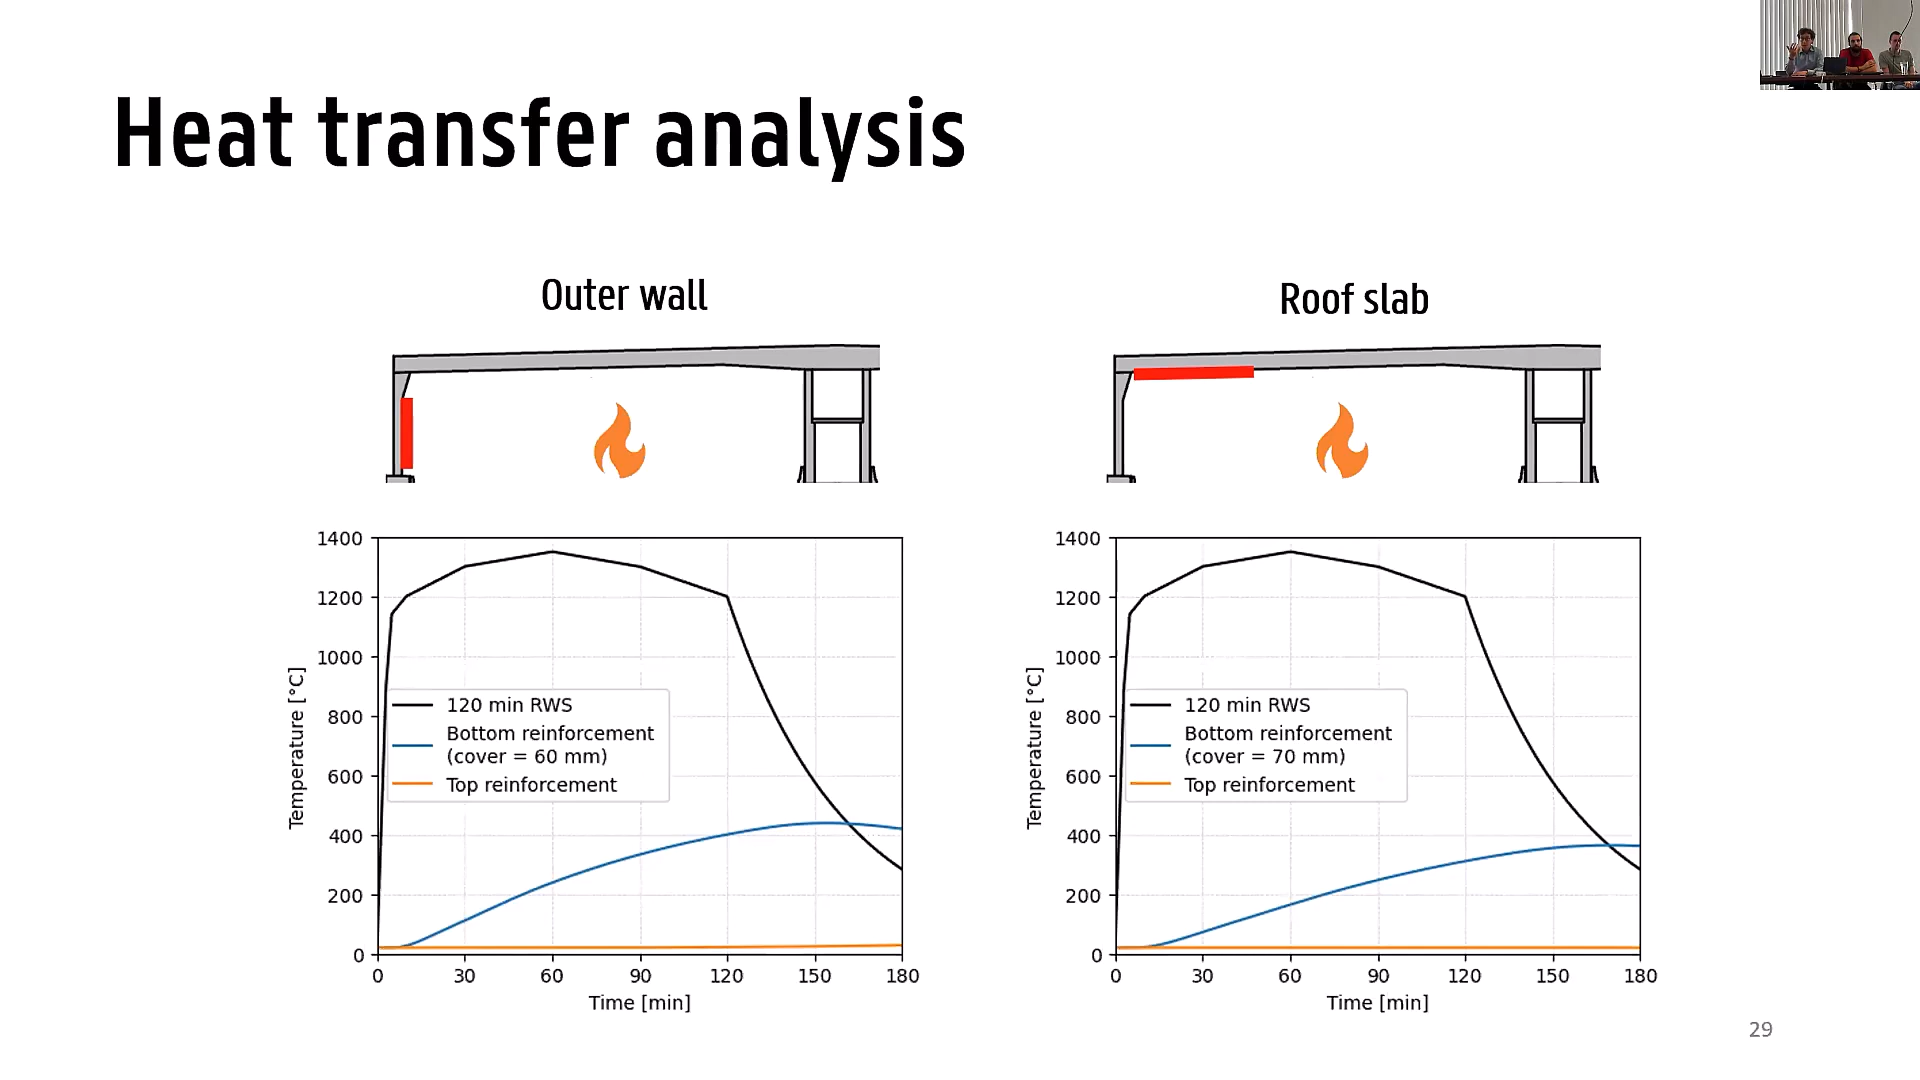 Heat transfer analysis
Outer wall
1400
1200
1000
800
600
400
200
0
Temperature [°C]
120 min RWS
Bottom reinforcement
(cover = 60 mm)
Top reinforcement
0 30 60 90 120 150 180
Time [min]
Roof slab
1400
1200
1000
800
600
400
200
0
Temperature [°C]
120 min RWS
Bottom reinforcement
(cover = 70 mm)
Top reinforcement
0 30 60 90 120 150 180
Time [min]
29